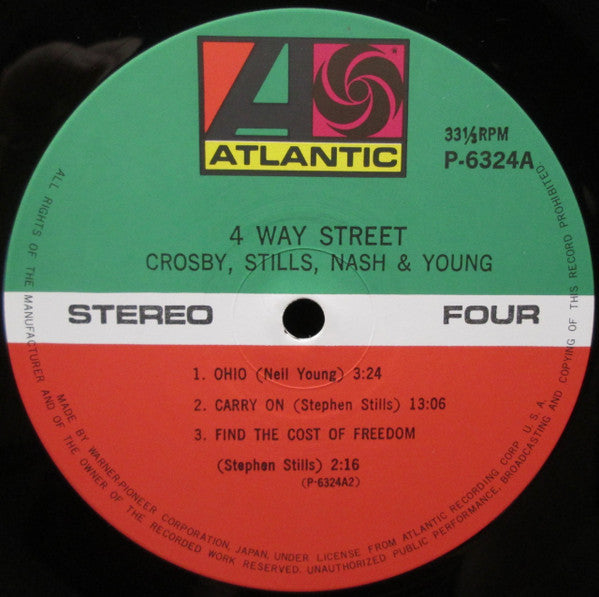 ATLANTIC
33⅓RPM
P-6324A
4 WAY STREET
CROSBY, STILLS, NASH & YOUNG
STEREO
FOUR
1. OHIO (Neil Young) 3:24
2. CARRY ON (Stephen Stills) 13:06
3. FIND THE COST OF FREEDOM
(Stephen Stills) 2:16
(P-6324A2)
MADE BY WARNER-PIONEER CORPORATION, JAPAN, UNDER LICENSE FROM ATLANTIC RECORDING CORP. U.S.A.
ALL RIGHTS OF THE MANUFACTURER AND OF THE OWNER OF THE RECORDED WORK RESERVED. UNAUTHORIZED PUBLIC PERFORMANCE, BROADCASTING AND COPYING OF THIS RECORD PROHIBITED.